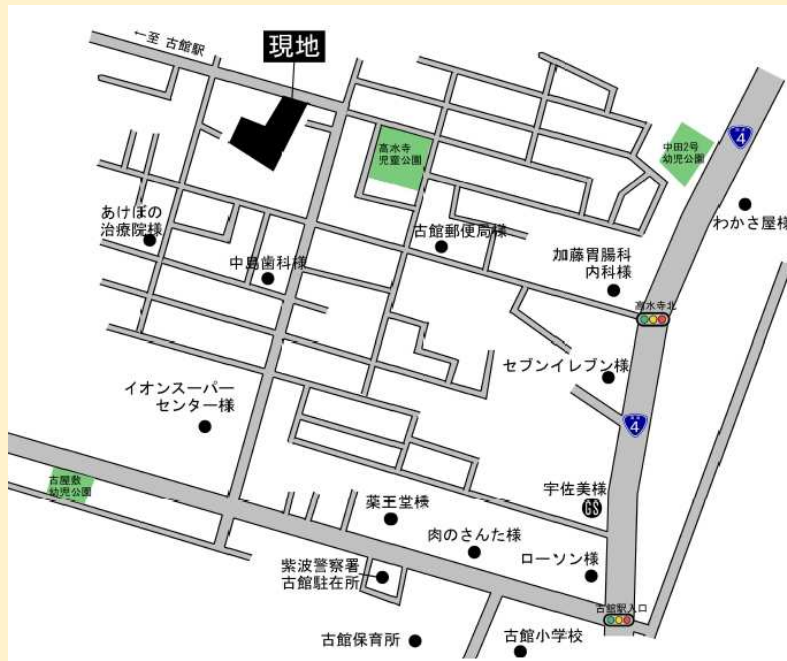 ←至 古館駅
現地
高水寺
児童公園
中田2号
幼児公園
4
わかさ屋様
あけぼの
治療院様
古館郵便局様
中島歯科様
加藤胃腸科
内科様
高水寺北
セブンイレブン様
イオンスーパー
センター様
4
古屋敷
幼児公園
宇佐美様
GS
薬王堂様
肉のさんた様
ローソン様
紫波警察署
古館駐在所
古館駅入口
古館保育所
古館小学校